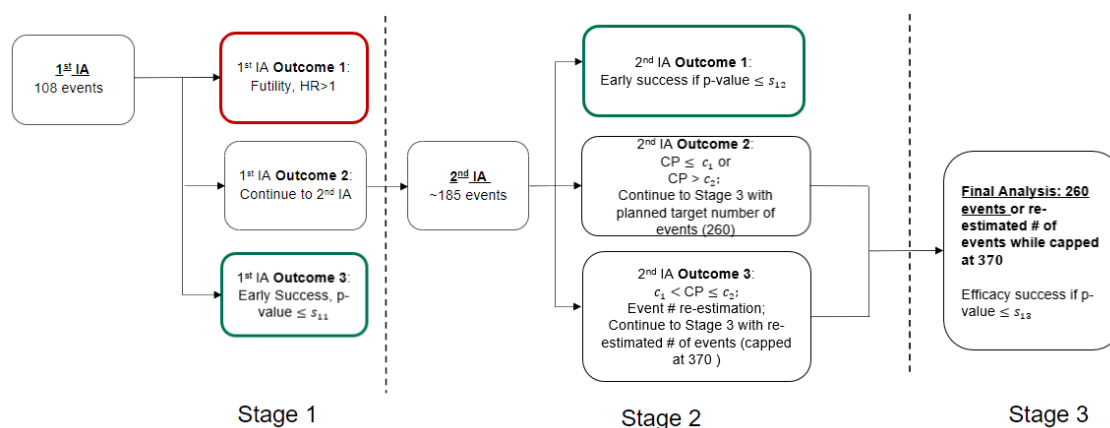 1st IA
108 events
1st IA Outcome 1:
Futility, HR>1
1st IA Outcome 2:
Continue to 2nd IA
1st IA Outcome 3:
Early Success, p-
value ≤ s₁₁
2nd IA
~185 events
2nd IA Outcome 1:
Early success if p-value ≤ s₁₂
2nd IA Outcome 2:
CP ≤ c₁ or
CP > c₂;
Continue to Stage 3 with
planned target number of
events (260)
2nd IA Outcome 3:
c₁ < CP ≤ c₂;
Event # re-estimation;
Continue to Stage 3 with re-
estimated # of events (capped
at 370 )
Final Analysis: 260
events or re-
estimated # of
events while capped
at 370
Efficacy success if p-
value ≤ s₁₃
Stage 1
Stage 2
Stage 3